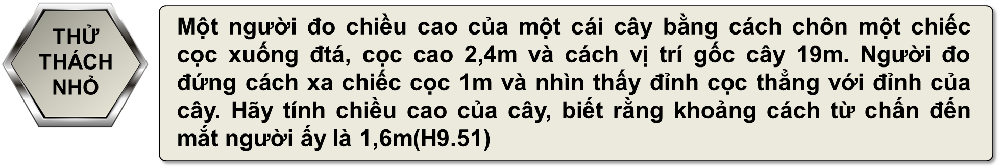 THỬ
THÁCH
NHỎ
Một người đo chiều cao của một cái cây bằng cách chôn một chiếc
cọc xuống đtá, cọc cao 2,4m và cách vị trí gốc cây 19m. Người đo
đứng cách xa chiếc cọc 1m và nhìn thấy đỉnh cọc thẳng với đỉnh của
cây. Hãy tính chiều cao của cây, biết rằng khoảng cách từ chấn đến
mắt người ấy là 1,6m(H9.51)